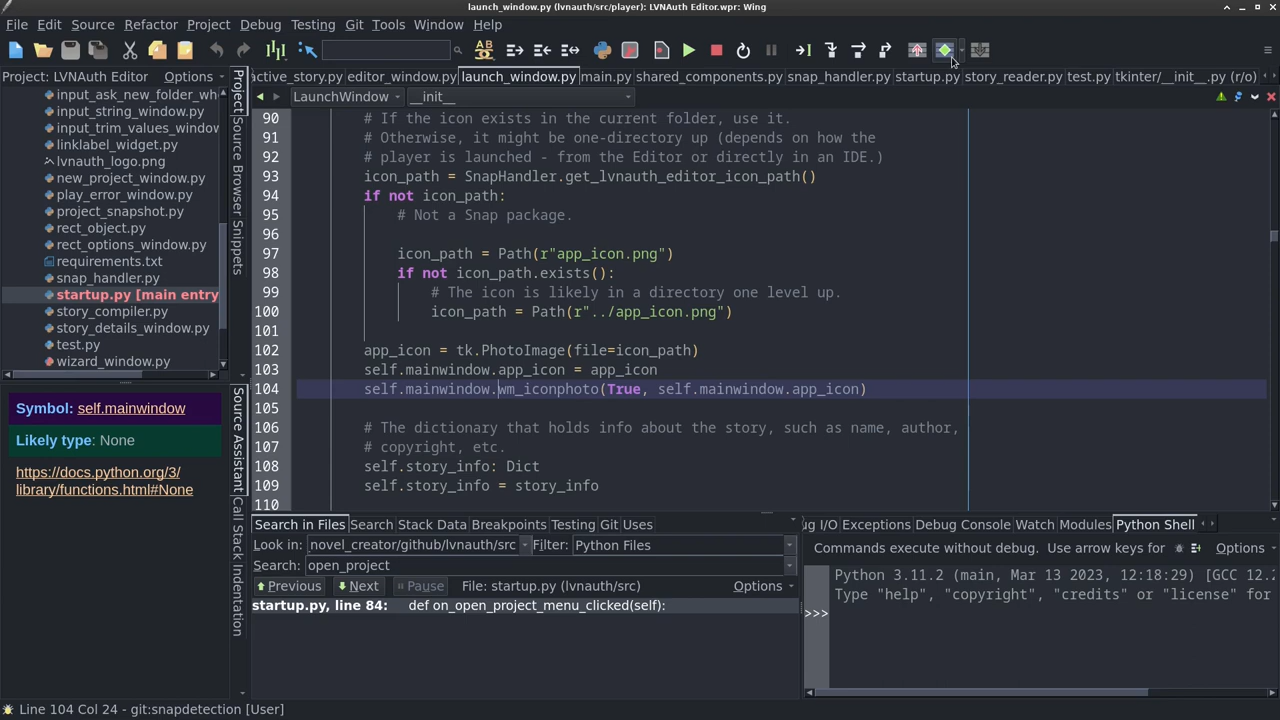 launch_window.py (lvnauth/src/player): LVNAuth Editor.wpr: Wing
File Edit Source Refactor Project Debug Testing Git Tools Window Help
Project: LVNAuth Editor Options
input_ask_new_folder_wh
input_string_window.py
input_trim_values_window
linklabel_widget.py
lvnauth_logo.png
new_project_window.py
play_error_window.py
project_snapshot.py
rect_object.py
rect_options_window.py
requirements.txt
snap_handler.py
startup.py [main entry
story_compiler.py
story_details_window.py
test.py
wizard_window.py
Project
Source Browser
Snippets
active_story.py editor_window.py launch_window.py main.py shared_components.py snap_handler.py startup.py story_reader.py test.py tkinter/__init__.py (r/o)
LaunchWindow __init__
90 # If the icon exists in the current folder, use it.
91 # Otherwise, it might be one-directory up (depends on how the
92 # player is launched - from the Editor or directly in an IDE.)
93 icon_path = SnapHandler.get_lvnauth_editor_icon_path()
94 if not icon_path:
95 # Not a Snap package.
96
97 icon_path = Path(r"app_icon.png")
98 if not icon_path.exists():
99 # The icon is likely in a directory one level up.
100 icon_path = Path(r"../app_icon.png")
101
102 app_icon = tk.PhotoImage(file=icon_path)
103 self.mainwindow.app_icon = app_icon
104 self.mainwindow.wm_iconphoto(True, self.mainwindow.app_icon)
105
106 # The dictionary that holds info about the story, such as name, author,
107 # copyright, etc.
108 self.story_info: Dict
109 self.story_info = story_info
110
Symbol: self.mainwindow
Likely type: None
https://docs.python.org/3/
library/functions.html#None
Source Assistant
Call Stack
Indentation
Search in Files Search Stack Data Breakpoints Testing Git Uses
Look in: novel_creator/github/lvnauth/src Filter: Python Files
Search: open_project
Previous Next Pause File: startup.py (lvnauth/src) Options
startup.py, line 84: def on_open_project_menu_clicked(self):
ug I/O Exceptions Debug Console Watch Modules Python Shell
Commands execute without debug. Use arrow keys for Options
Python 3.11.2 (main, Mar 13 2023, 12:18:29) [GCC 12.2
Type "help", "copyright", "credits" or "license" for
>>>
Line 104 Col 24 - git:snapdetection [User]